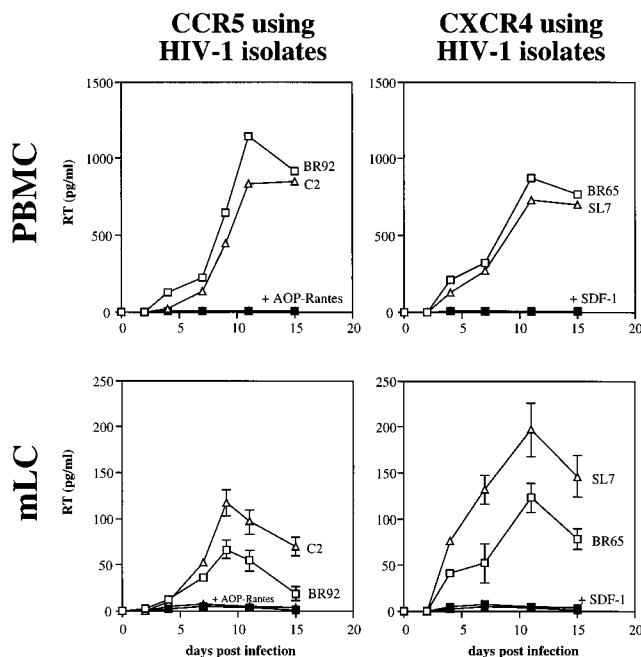 CCR5 using
HIV-1 isolates
CXCR4 using
HIV-1 isolates
PBMC
RT (pg/ml)
1500
1000
500
0
0 5 10 15 20
BR92
C2
+ AOP-Rantes
1500
1000
500
0
0 5 10 15 20
BR65
SL7
+ SDF-1
mLC
RT (pg/ml)
250
200
150
100
50
0
0 5 10 15 20
C2
BR92
+ AOP-Rantes
days post infection
250
200
150
100
50
0
0 5 10 15 20
SL7
BR65
+ SDF-1
days post infection